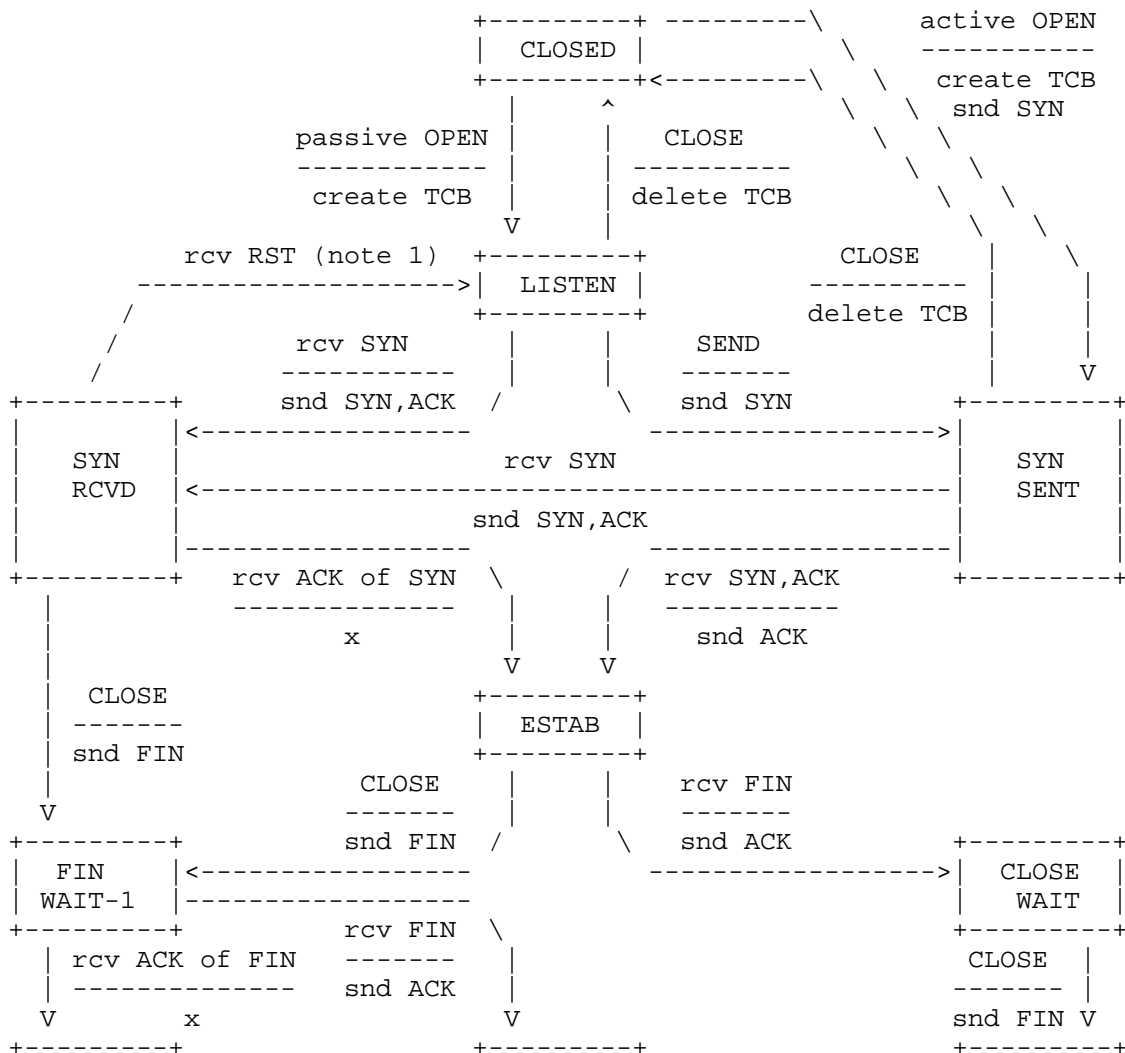 +---------+ ---------\      active OPEN
                              |  CLOSED |            \    -----------
                              +---------+<---------\   \   create TCB
                                |     ^              \   \  snd SYN
                   passive OPEN |     |   CLOSE        \   \
                   ------------ |     | ----------       \   \
                    create TCB  |     | delete TCB         \   \
                                V     |                      \   \
            rcv RST (note 1)  +---------+            CLOSE    |    \
         -------------------->|  LISTEN |          ---------- |     |
        /                     +---------+          delete TCB |     |
       /           rcv SYN      |     |     SEND              |     |
      /           -----------   |     |    -------            |     V
+---------+      snd SYN,ACK  /       \   snd SYN          +---------+
|         |<-----------------           ------------------>|         |
|   SYN   |                    rcv SYN                     |   SYN   |
|   RCVD  |<-----------------------------------------------|   SENT  |
|         |                  snd SYN,ACK                   |         |
|         |------------------           -------------------|         |
+---------+   rcv ACK of SYN  \       /  rcv SYN,ACK       +---------+
  |           --------------   |     |   -----------
  |                  x         |     |     snd ACK
  |                            V     V
  |  CLOSE                   +---------+
  | -------                  |  ESTAB  |
  | snd FIN                  +---------+
  |                   CLOSE    |     |    rcv FIN
  V                  -------   |     |    -------
+---------+          snd FIN  /       \   snd ACK          +---------+
|  FIN    |<-----------------           ------------------>|  CLOSE  |
| WAIT-1  |------------------                              |   WAIT  |
+---------+          rcv FIN  \                            +---------+
  | rcv ACK of FIN   -------   |                            CLOSE  |
  | --------------   snd ACK   |                           ------- |
  V        x                   V                           snd FIN V
+---------+                  +---------+                   +---------+